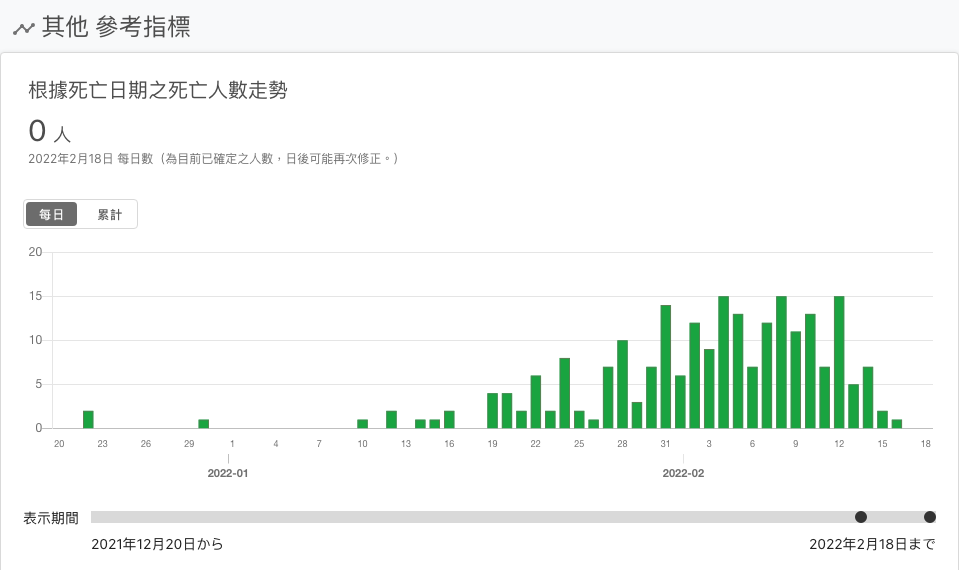 其他 參考指標
根據死亡日期之死亡人數走勢
0 人
2022年2月18日 每日數（為目前已確定之人數，日後可能再次修正。）
每日 累計
20
15
10
5
0
20 23 26 29 1 4 7 10 13 16 19 22 25 28 31 3 6 9 12 15 18
2022-01 2022-02
表示期間
2021年12月20日から 2022年2月18日まで